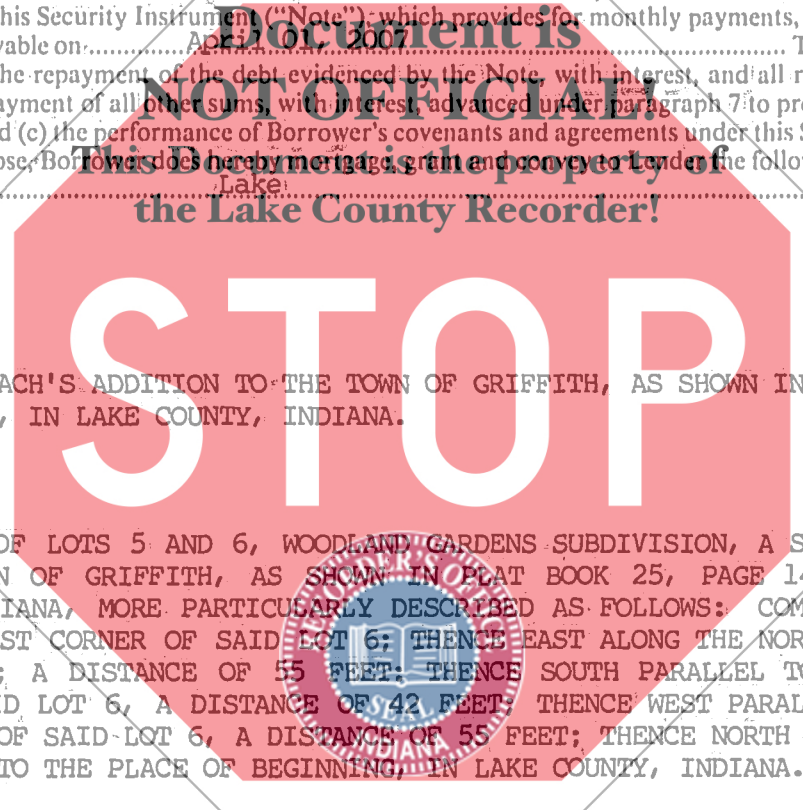 his Security Instrument ("Note"), which provides for monthly payments,
yable on April 01, 2007 T
he repayment of the debt evidenced by the Note, with interest, and all r
ayment of all other sums, with interest, advanced under paragraph 7 to pr
d (c) the performance of Borrower's covenants and agreements under this S
ose, Borrower does hereby mortgage, grant and convey to Lender the follo
Lake
Document is
NOT OFFICIAL!
This Document is the property of
the Lake County Recorder!
STOP
ACH'S ADDITION TO THE TOWN OF GRIFFITH, AS SHOWN IN
, IN LAKE COUNTY, INDIANA.
OF LOTS 5 AND 6, WOODLAND GARDENS SUBDIVISION, A S
N OF GRIFFITH, AS SHOWN IN PLAT BOOK 25, PAGE 14
IANA, MORE PARTICULARLY DESCRIBED AS FOLLOWS: COM
ST CORNER OF SAID LOT 6; THENCE EAST ALONG THE NOR
; A DISTANCE OF 55 FEET; THENCE SOUTH PARALLEL TO
D LOT 6, A DISTANCE OF 42 FEET; THENCE WEST PARAL
OF SAID LOT 6, A DISTANCE OF 55 FEET; THENCE NORTH
TO THE PLACE OF BEGINNING, IN LAKE COUNTY, INDIANA.
RECORDER'S OFFICE
SEAL
INDIANA